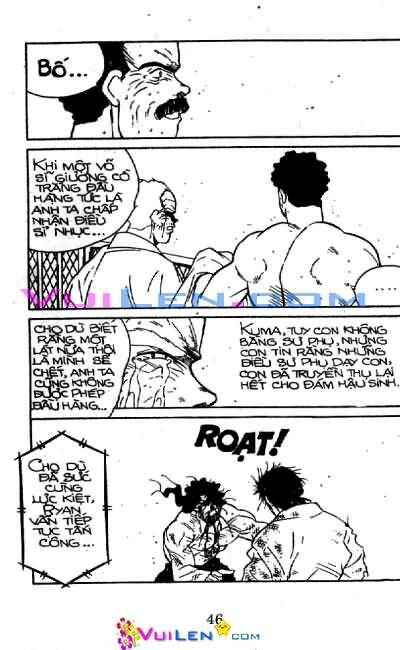 BỐ...
KHI MỘT VÕ
SĨ GIƯƠNG CỜ
TRẮNG ĐẦU
HÀNG TỨC LÀ
ANH TA CHẤP
NHẬN ĐIỀU
SỈ NHỤC...
.....
VUILEN.COM
CHO DÙ BIẾT
RẰNG MỘT
LÁT NỮA THÔI
LÀ MÌNH SẼ
CHẾT, ANH TA
CŨNG KHÔNG
ĐƯỢC PHÉP
ĐẦU HÀNG...
KUMA, TUY CON KHÔNG
BẰNG SƯ PHỤ, NHƯNG
CON TIN RẰNG NHỮNG
ĐIỀU SƯ PHỤ DẠY CON,
CON ĐÃ TRUYỀN THỤ LẠI
HẾT CHO ĐÁM HẬU SINH.
ROẠT!
CHO DÙ
ĐÃ SỨC
CÙNG
LỰC KIỆT,
RYAN
VẪN TIẾP
TỤC TẤN
CÔNG...
46
VUILEN.COM